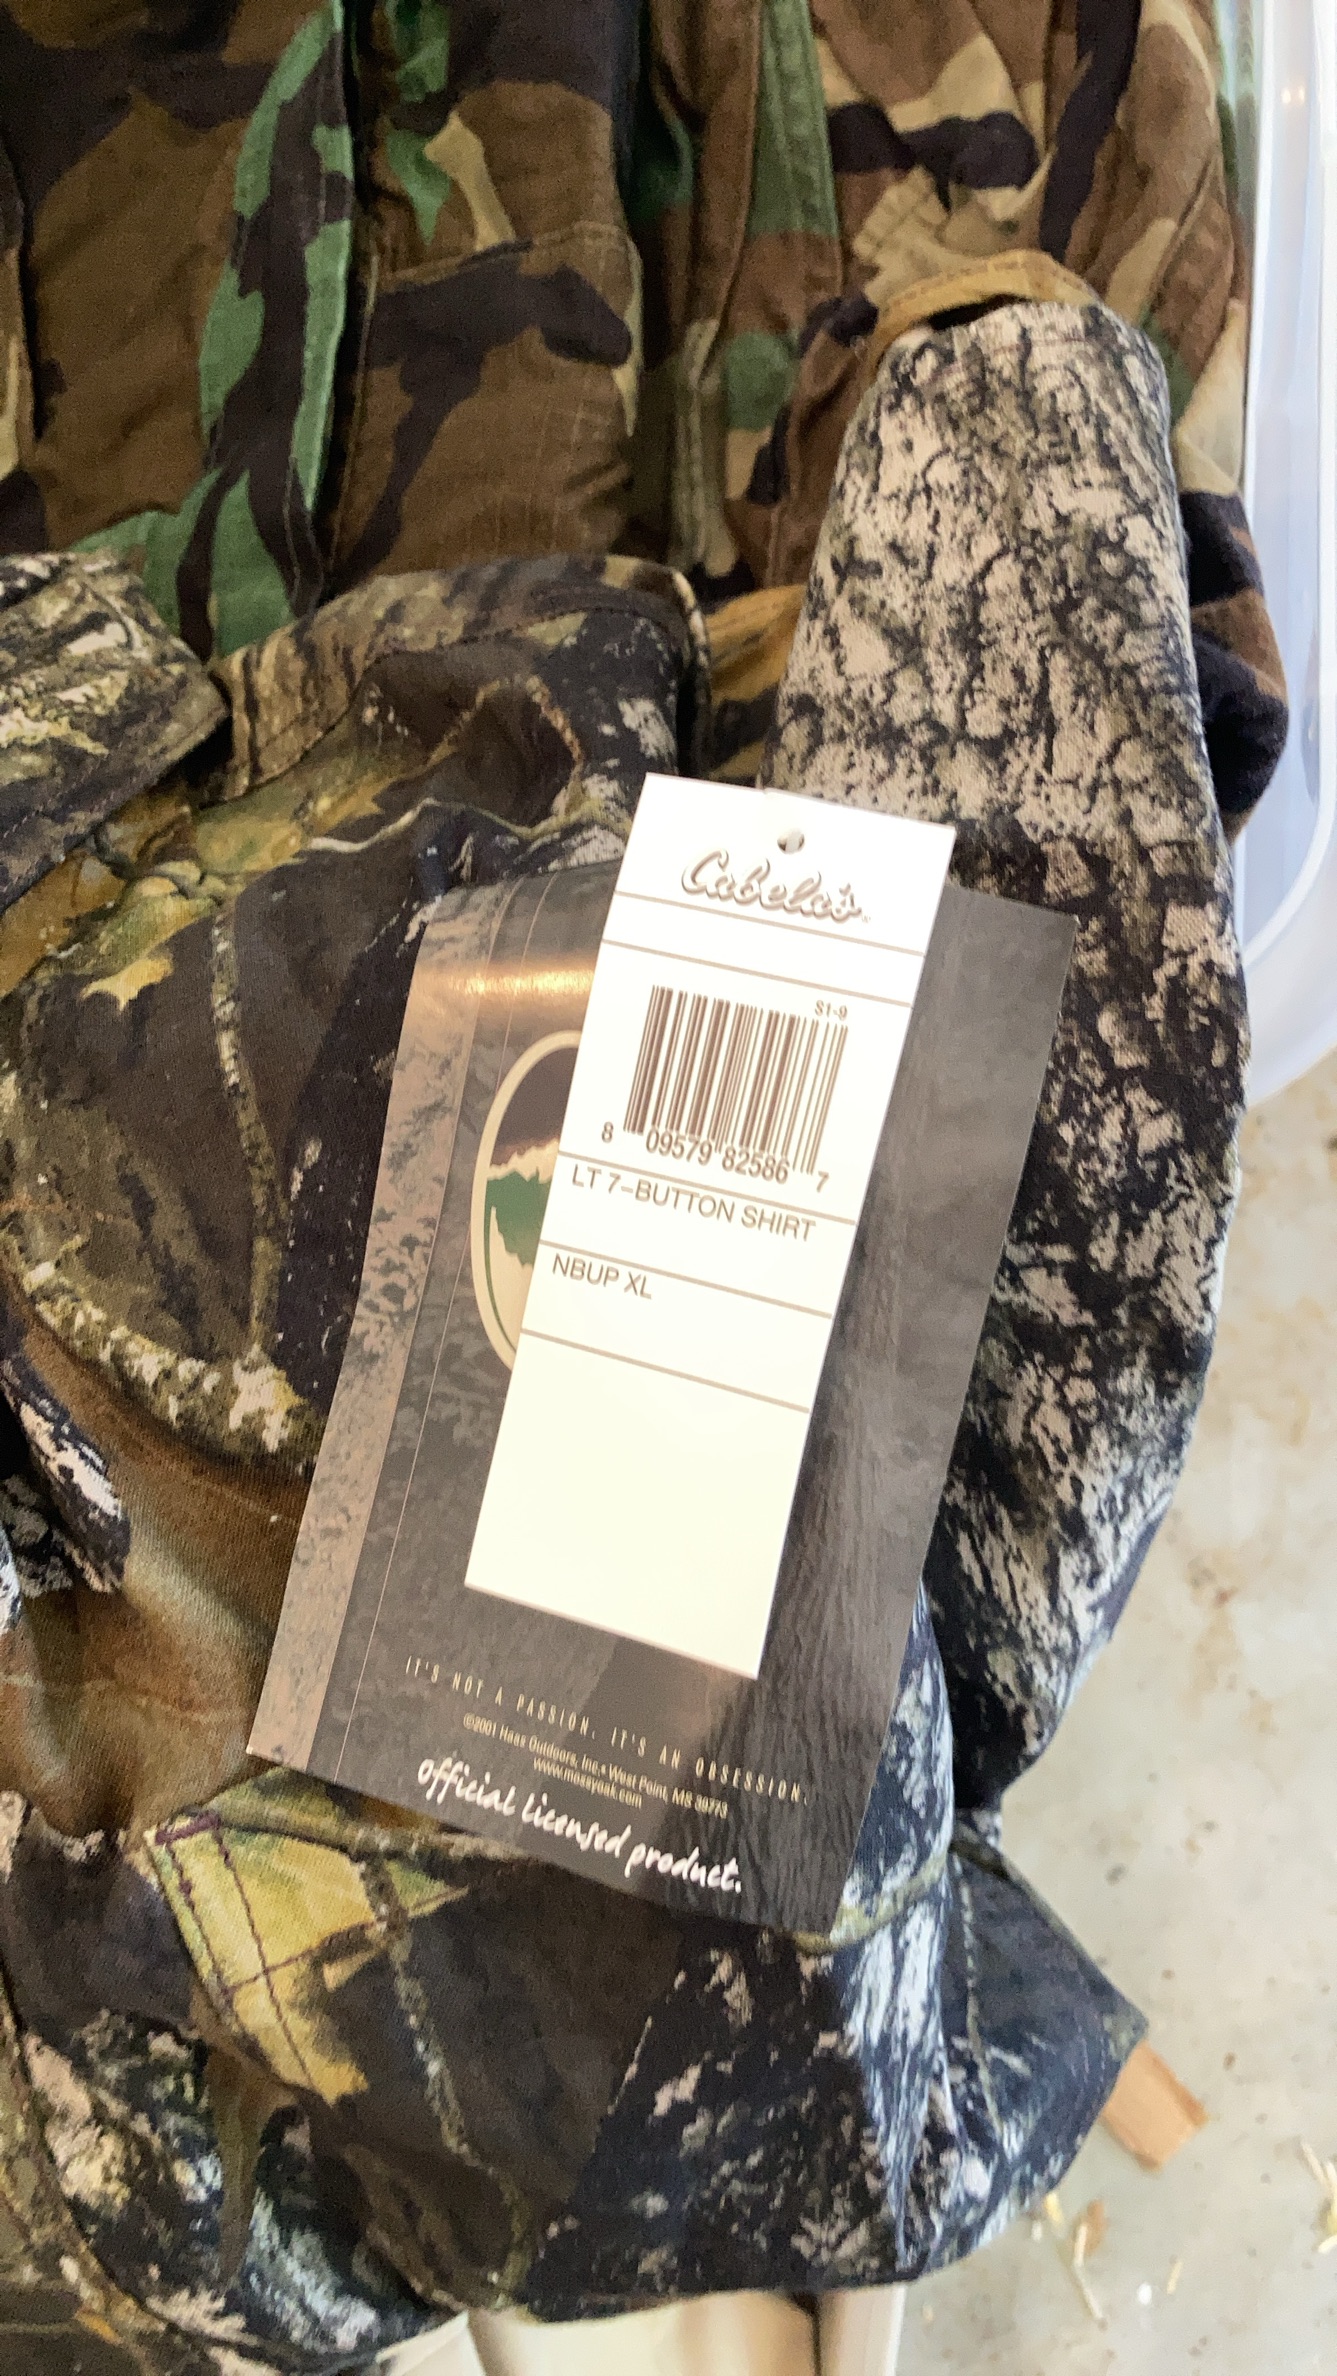 Cabela's
S1-9
8 09579 82586 7
LT 7-BUTTON SHIRT
NBUP XL
IT'S NOT A PASSION. IT'S AN OBSESSION.
©2001 Haas Outdoors, Inc.® West Point, MS 39773
www.mossyoak.com
Official licensed product.